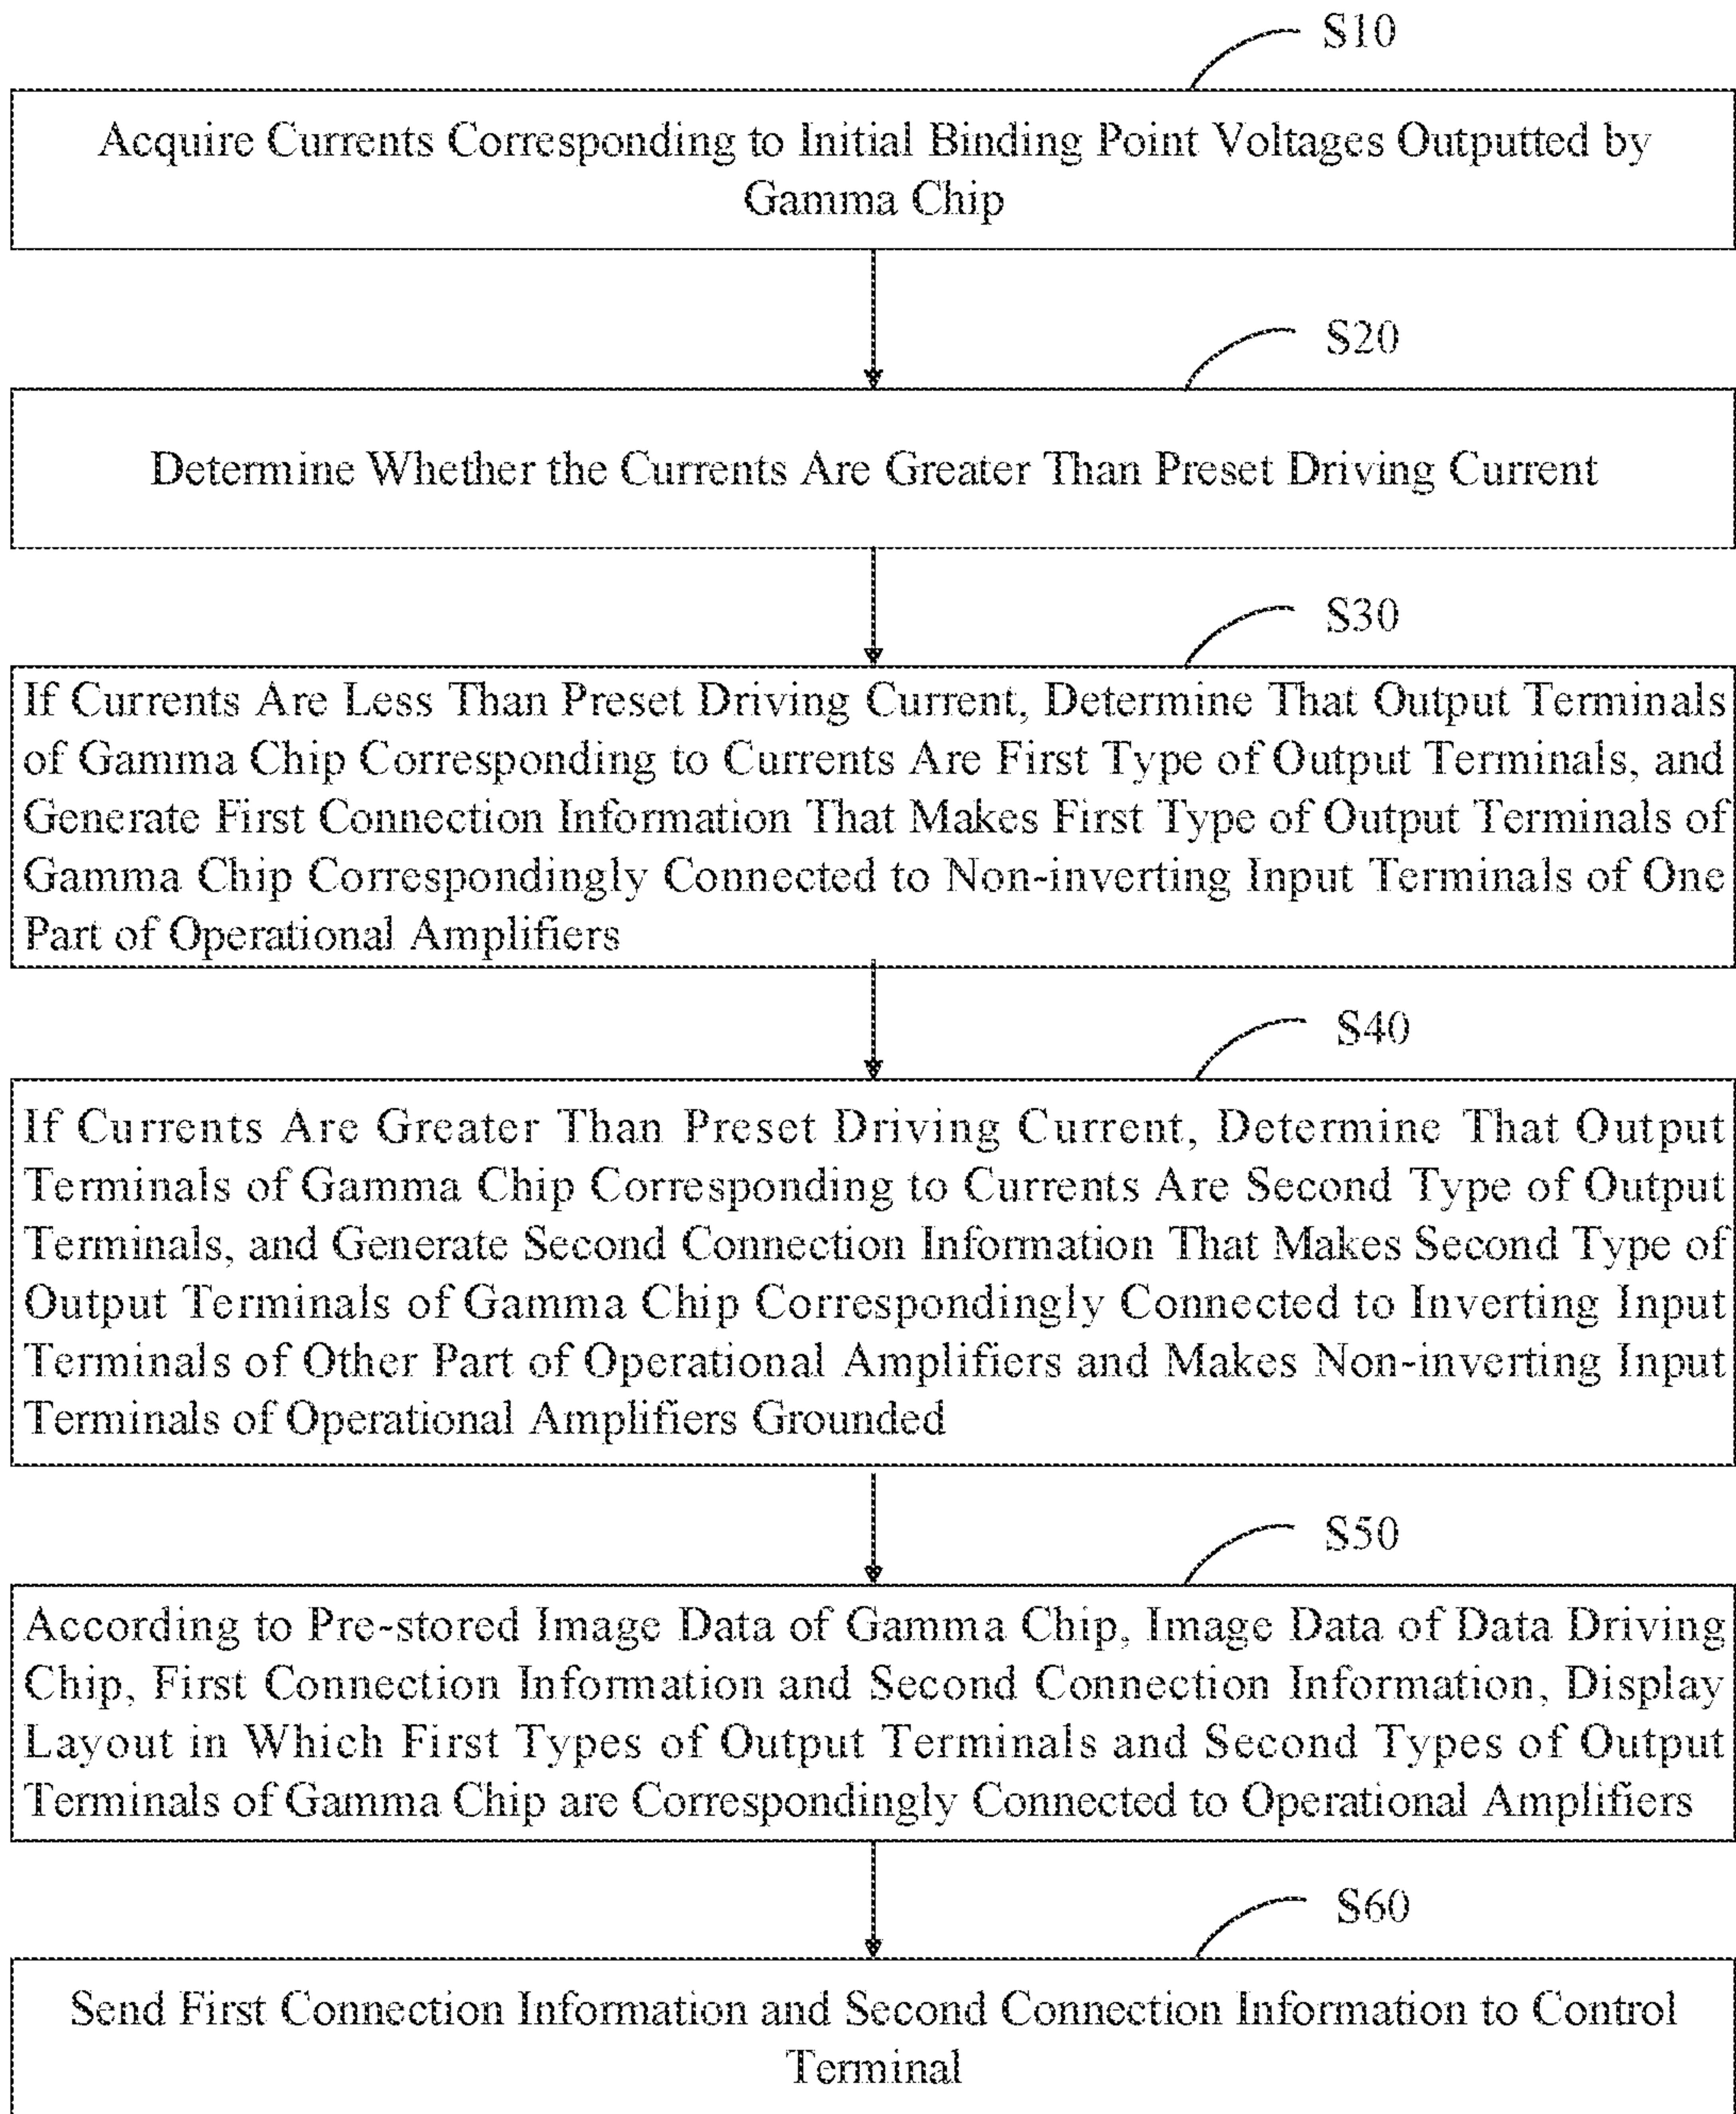 S10
Acquire Currents Corresponding to Initial Binding Point Voltages Outputted by
Gamma Chip
S20
Determine Whether the Currents Are Greater Than Preset Driving Current
S30
If Currents Are Less Than Preset Driving Current, Determine That Output Terminals
of Gamma Chip Corresponding to Currents Are First Type of Output Terminals, and
Generate First Connection Information That Makes First Type of Output Terminals of
Gamma Chip Correspondingly Connected to Non-inverting Input Terminals of One
Part of Operational Amplifiers
S40
If Currents Are Greater Than Preset Driving Current, Determine That Output
Terminals of Gamma Chip Corresponding to Currents Are Second Type of Output
Terminals, and Generate Second Connection Information That Makes Second Type of
Output Terminals of Gamma Chip Correspondingly Connected to Inverting Input
Terminals of Other Part of Operational Amplifiers and Makes Non-inverting Input
Terminals of Operational Amplifiers Grounded
S50
According to Pre-stored Image Data of Gamma Chip, Image Data of Data Driving
Chip, First Connection Information and Second Connection Information, Display
Layout in Which First Types of Output Terminals and Second Types of Output
Terminals of Gamma Chip are Correspondingly Connected to Operational Amplifiers
S60
Send First Connection Information and Second Connection Information to Control
Terminal